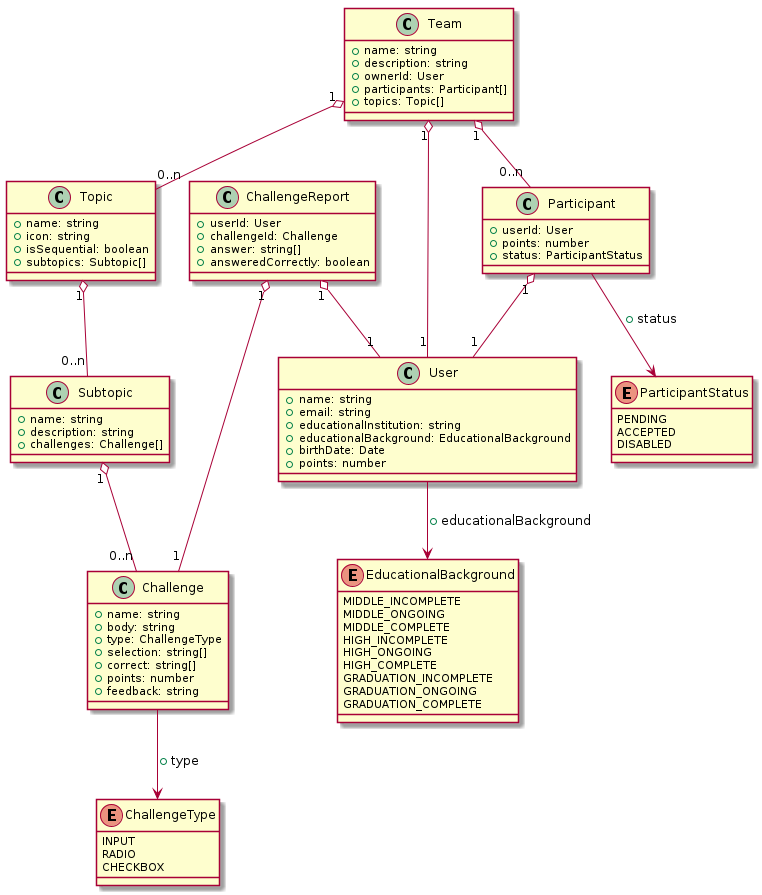 C Team
name: string
description: string
ownerId: User
participants: Participant[]
topics: Topic[]
1
1
1
0..n
0..n
C Topic
name: string
icon: string
isSequential: boolean
subtopics: Subtopic[]
1
C ChallengeReport
userId: User
challengeId: Challenge
answer: string[]
answeredCorrectly: boolean
1
1
C Participant
userId: User
points: number
status: ParticipantStatus
1
status
0..n
1
1
1
C Subtopic
name: string
description: string
challenges: Challenge[]
1
C User
name: string
email: string
educationalInstitution: string
educationalBackground: EducationalBackground
birthDate: Date
points: number
E ParticipantStatus
PENDING
ACCEPTED
DISABLED
educationalBackground
0..n
1
C Challenge
name: string
body: string
type: ChallengeType
selection: string[]
correct: string[]
points: number
feedback: string
E EducationalBackground
MIDDLE_INCOMPLETE
MIDDLE_ONGOING
MIDDLE_COMPLETE
HIGH_INCOMPLETE
HIGH_ONGOING
HIGH_COMPLETE
GRADUATION_INCOMPLETE
GRADUATION_ONGOING
GRADUATION_COMPLETE
type
E ChallengeType
INPUT
RADIO
CHECKBOX